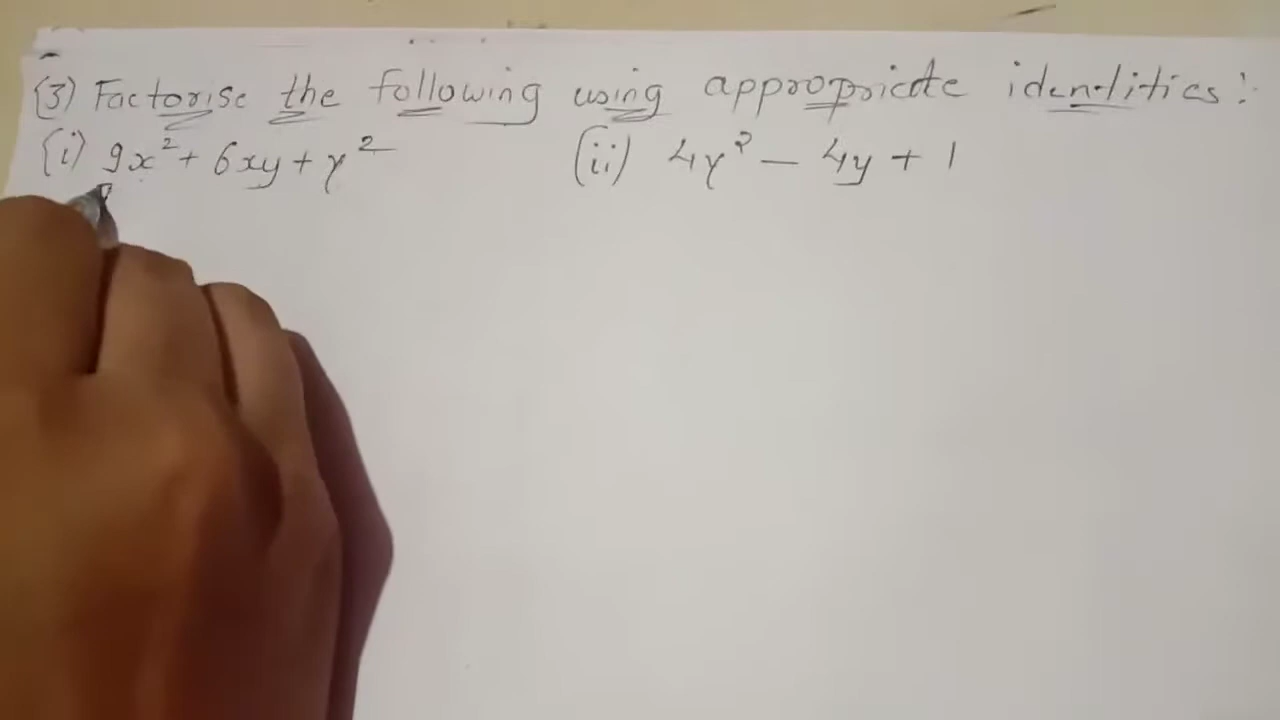 (3) Factorise the following using appropriate identities:
(i) 9x² + 6xy + y² (ii) 4y² – 4y + 1